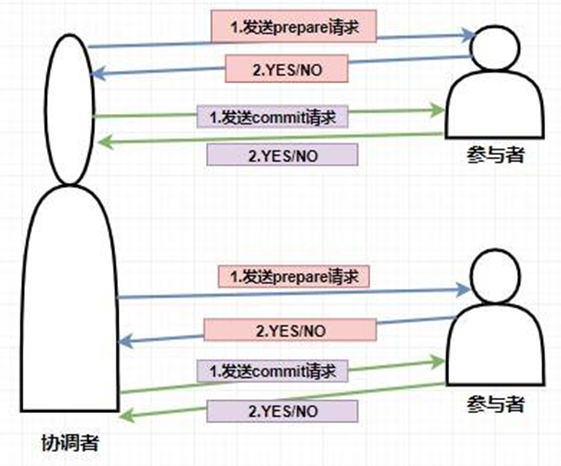 1.发送prepare请求
2.YES/NO
1.发送commit请求
2.YES/NO
参与者
1.发送prepare请求
2.YES/NO
1.发送commit请求
2.YES/NO
参与者
协调者